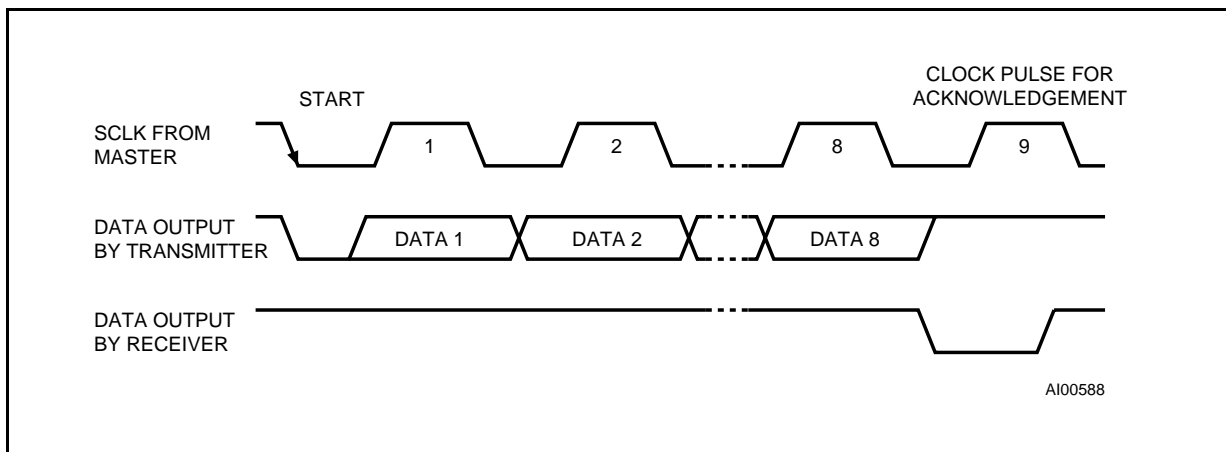 START
CLOCK PULSE FOR
ACKNOWLEDGEMENT
SCLK FROM
MASTER
1
2
8
9
DATA OUTPUT
BY TRANSMITTER
DATA 1
DATA 2
DATA 8
DATA OUTPUT
BY RECEIVER
AI00588